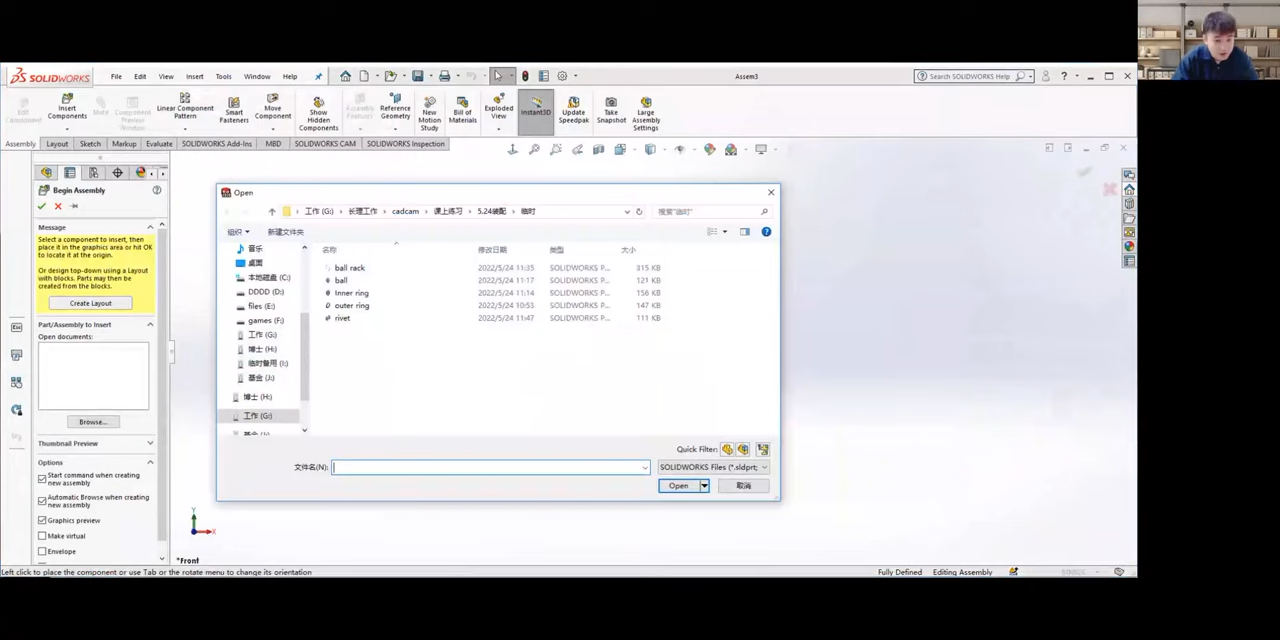 SOLIDWORKS File Edit View Insert Tools Window Help Assem3 Search SOLIDWORKS Help
Edit Component
Insert Components
Mate
Component Preview Window
Linear Component Pattern
Smart Fasteners
Move Component
Show Hidden Components
Assembly Features
Reference Geometry
New Motion Study
Bill of Materials
Exploded View
Instant3D
Update Speedpak
Take Snapshot
Large Assembly Settings
Assembly Layout Sketch Markup Evaluate SOLIDWORKS Add-Ins MBD SOLIDWORKS CAM SOLIDWORKS Inspection
Begin Assembly
Message
Select a component to insert, then
place it in the graphics area or hit OK
to locate it at the origin.
Or design top-down using a Layout
with blocks. Parts may then be
created from the blocks.
Create Layout
Part/Assembly to Insert
Open documents:
Browse...
Thumbnail Preview
Options
Start command when creating
new assembly
Automatic Browse when creating
new assembly
Graphics preview
Make virtual
Envelope
Open
工作 (G:) 长理工作 cadcam 课上练习 5.24装配 临时 搜索"临时"
组织 新建文件夹
音乐
桌面
本地磁盘 (C:)
DDDD (D:)
files (E:)
games (F:)
工作 (G:)
博士 (H:)
临时备用 (I:)
基金 (J:)
博士 (H:)
工作 (G:)
名称 修改日期 类型 大小
ball rack 2022/5/24 11:35 SOLIDWORKS P... 315 KB
ball 2022/5/24 11:17 SOLIDWORKS P... 121 KB
Inner ring 2022/5/24 11:14 SOLIDWORKS P... 156 KB
outer ring 2022/5/24 10:53 SOLIDWORKS P... 147 KB
rivet 2022/5/24 11:47 SOLIDWORKS P... 111 KB
Quick Filter:
文件名(N): SOLIDWORKS Files (*.sldprt;
Open 取消
Y
X
*Front
Left click to place the component or use Tab or the rotate menu to change its orientation Fully Defined Editing Assembly